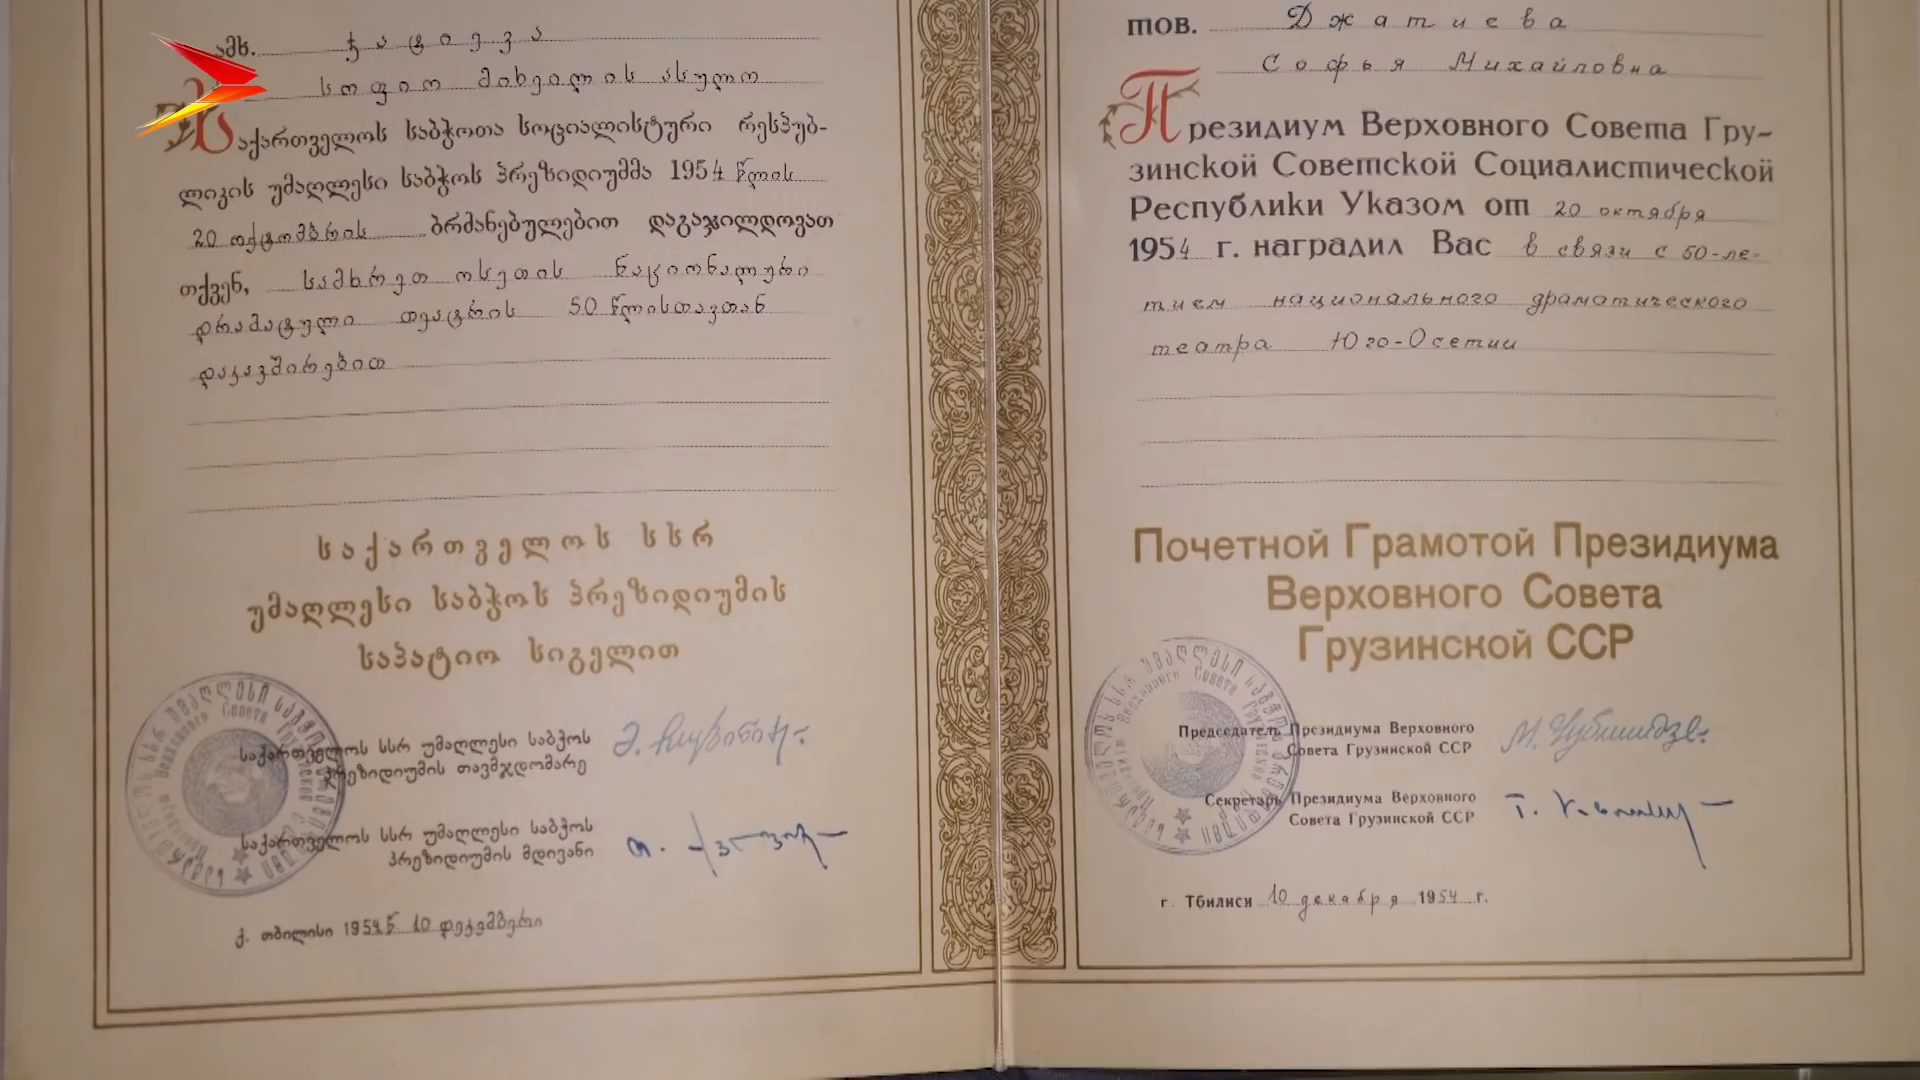 ამხ. ჯატიევა
სოფიო მიხეილის ასულო
საქართველოს საბჭოთა სოციალისტური რესპუბ-
ლიკის უმაღლესი საბჭოს პრეზიდიუმმა 1954 წლის
20 ოქტომბრის ბრძანებულებით დაგაჯილდოვათ
თქვენ, სამხრეთ ოსეთის ნაციონალური
დრამატული თეატრის 50 წლისთავთან
დაკავშირებით
საქართველოს სსრ
უმაღლესი საბჭოს პრეზიდიუმის
საპატიო სიგელით
საქართველოს სსრ უმაღლესი საბჭოს
პრეზიდიუმის თავმჯდომარე
საქართველოს სსრ უმაღლესი საბჭოს
პრეზიდიუმის მდივანი
ქ. თბილისი 1954 წ. 10 დეკემბერი
тов. Джатиева
Софья Михайловна
Президиум Верховного Совета Гру-
зинской Советской Социалистической
Республики Указом от 20 октября
1954 г. наградил Вас в связи с 50-ле-
тием национального драматического
театра Юго-Осетии
Почетной Грамотой Президиума
Верховного Совета
Грузинской ССР
Председатель Президиума Верховного
Совета Грузинской ССР
Секретарь Президиума Верховного
Совета Грузинской ССР
г. Тбилиси 10 декабря 1954 г.